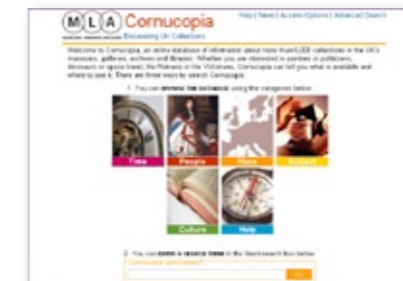 MLA Cornucopia
Help | News | Access Options | Advanced Search
Discovering UK Collections
Welcome to Cornucopia, an online database of information about more than 6,000 collections in the UK's
museums, galleries, archives and libraries. Whether you are interested in painters or politicians,
dinosaurs or space travel, the Romans or the Victorians, Cornucopia can tell you what is available and
where to see it. There are three ways to search Cornucopia:
1. You can BROWSE THE DATABASE using the categories below
Time People Place Subject
Culture Help
2. You can ENTER A SEARCH TERM in the Quicksearch Box below